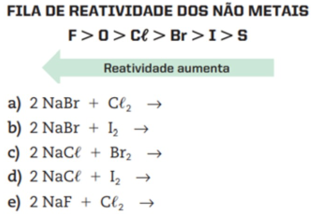 FILA DE REATIVIDADE DOS NÃO METAIS
F > O > Cℓ > Br > I > S
Reatividade aumenta
a) 2 NaBr + Cℓ₂ →
b) 2 NaBr + I₂ →
c) 2 NaCℓ + Br₂ →
d) 2 NaCℓ + I₂ →
e) 2 NaF + Cℓ₂ →